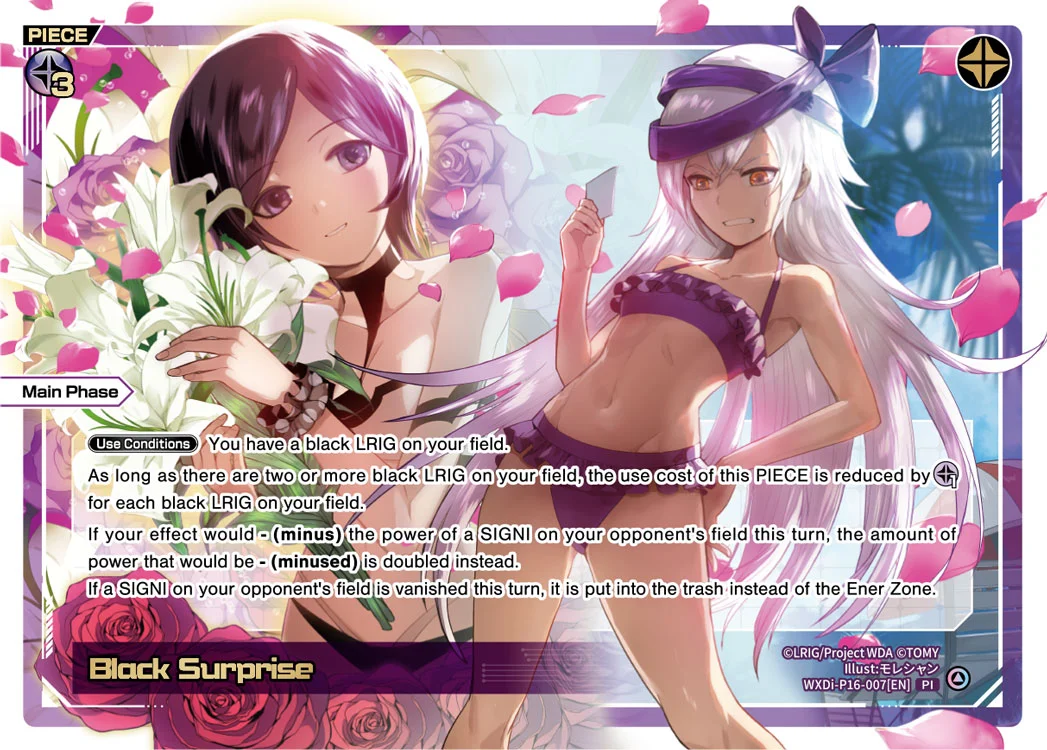 PIECE
3
Main Phase
Use Conditions You have a black LRIG on your field.
As long as there are two or more black LRIG on your field, the use cost of this PIECE is reduced by 1
for each black LRIG on your field.
If your effect would - (minus) the power of a SIGNI on your opponent's field this turn, the amount of
power that would be - (minused) is doubled instead.
If a SIGNI on your opponent's field is vanished this turn, it is put into the trash instead of the Ener Zone.
Black Surprise
©LRIG/Project WDA ©TOMY
Illust:モレシャン
WXDi-P16-007[EN] PI